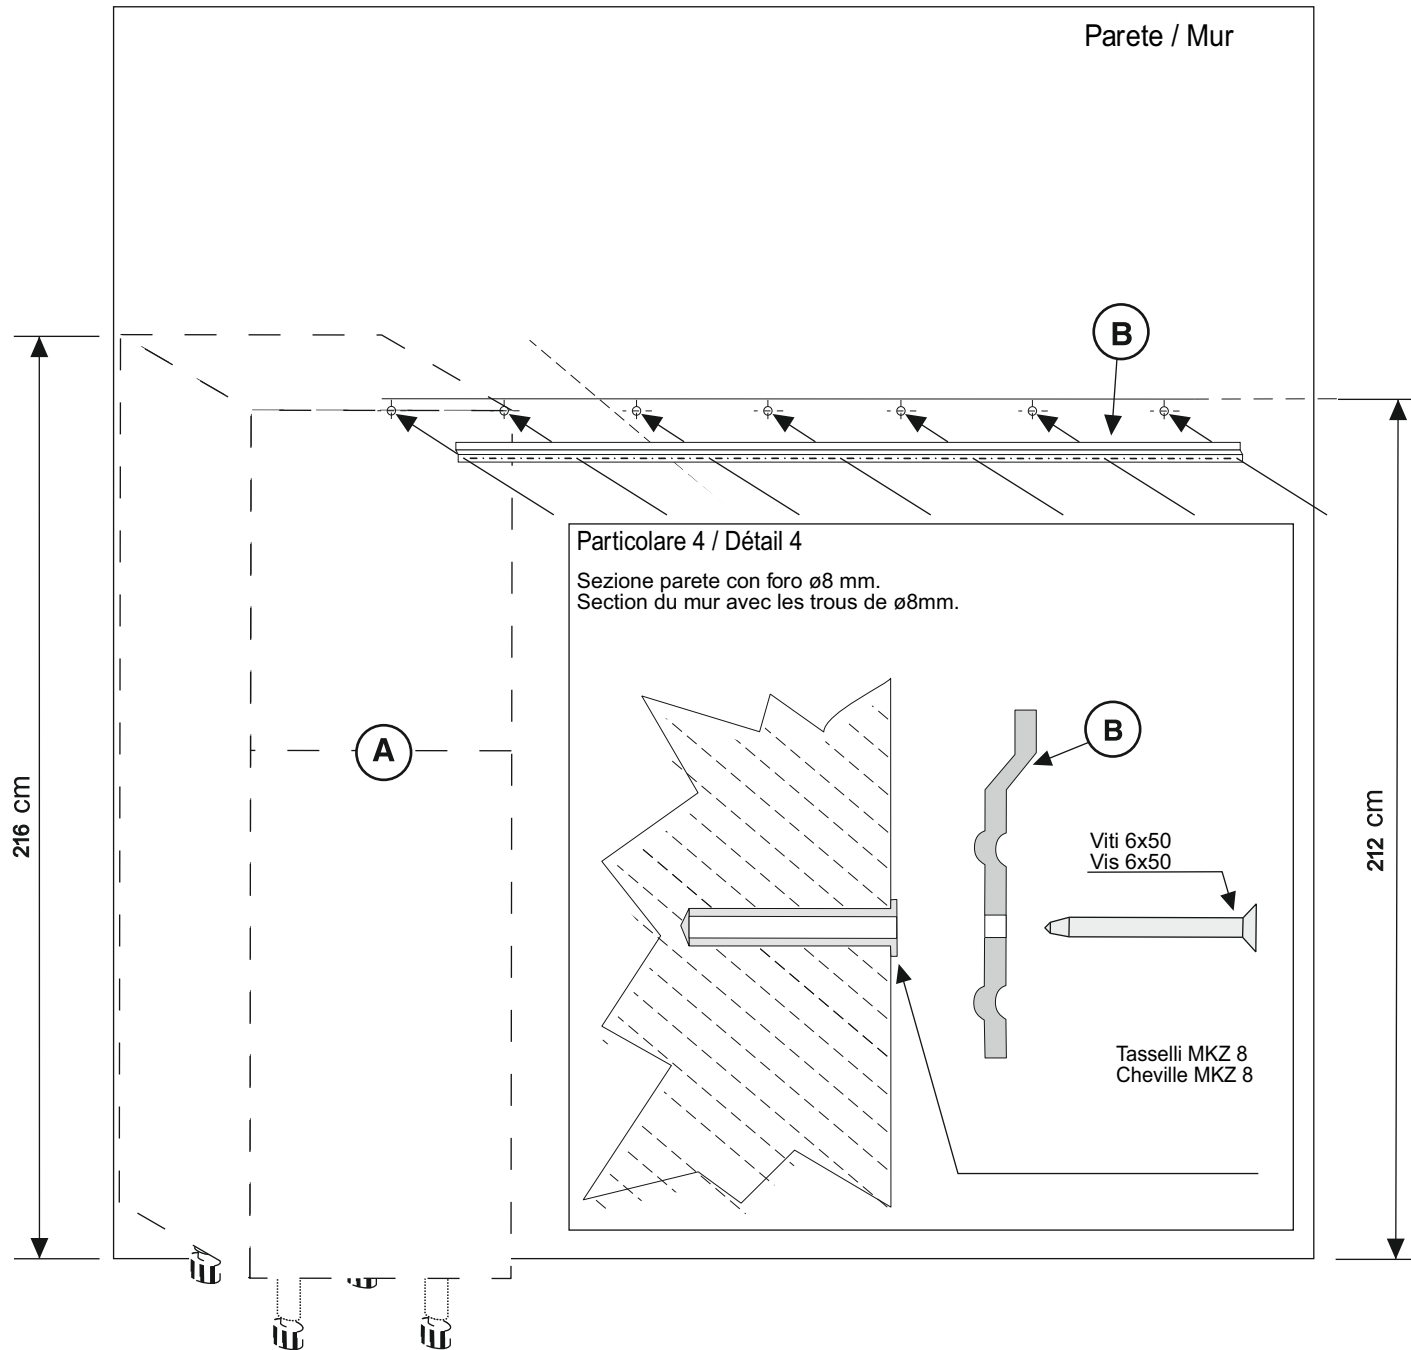 Parete / Mur
B
Particolare 4 / Détail 4
Sezione parete con foro ø8 mm.
Section du mur avec les trous de ø8mm.
A
B
216 cm
212 cm
Viti 6x50
Vis 6x50
Tasselli MKZ 8
Cheville MKZ 8